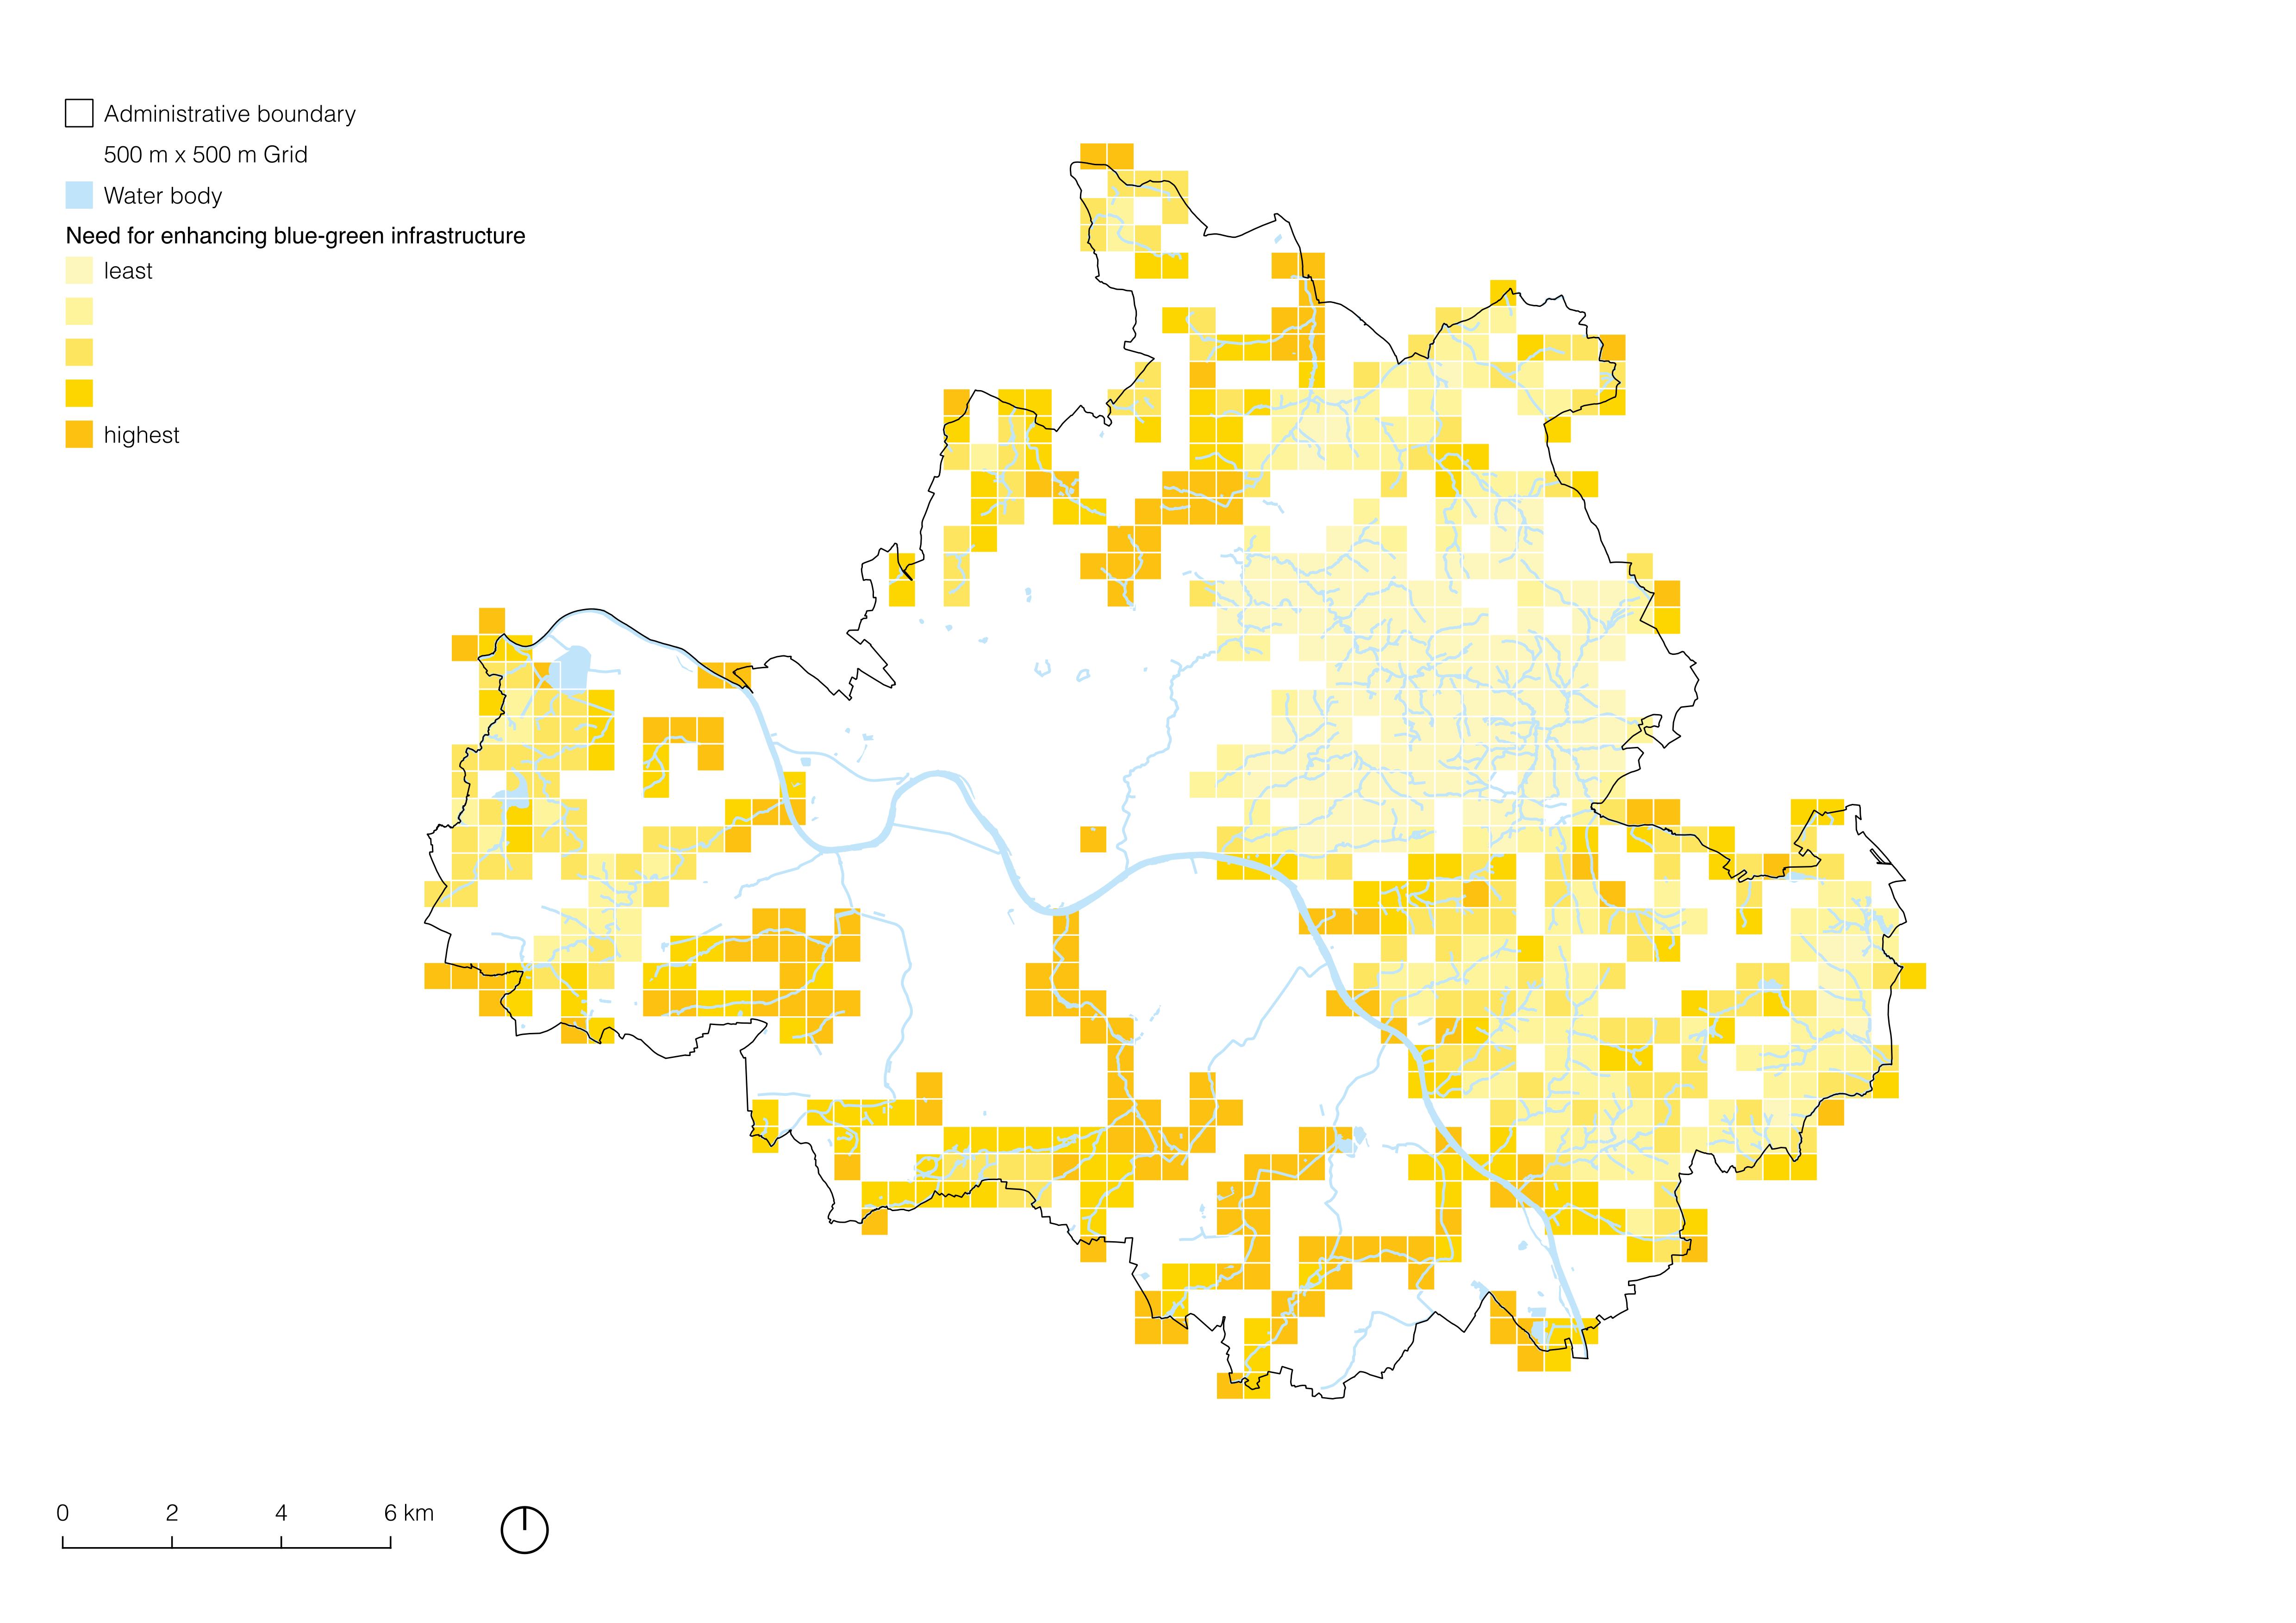 Administrative boundary
500 m x 500 m Grid
Water body
Need for enhancing blue-green infrastructure
least
highest
0 2 4 6 km